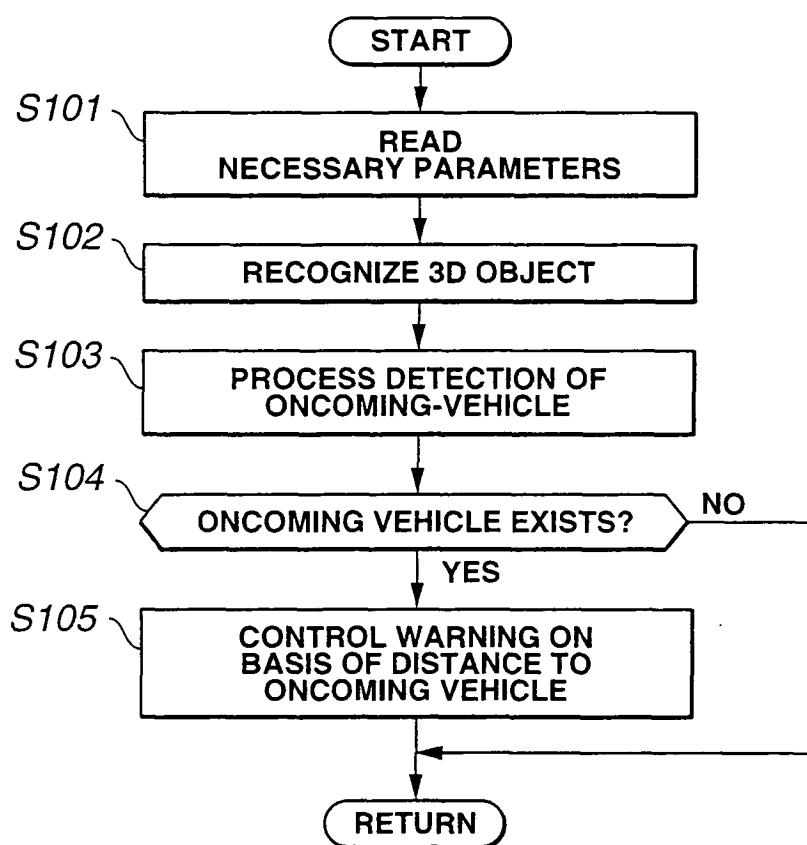 START
S101
READ
NECESSARY PARAMETERS
S102
RECOGNIZE 3D OBJECT
S103
PROCESS DETECTION OF
ONCOMING-VEHICLE
S104
ONCOMING VEHICLE EXISTS?
NO
YES
S105
CONTROL WARNING ON
BASIS OF DISTANCE TO
ONCOMING VEHICLE
RETURN